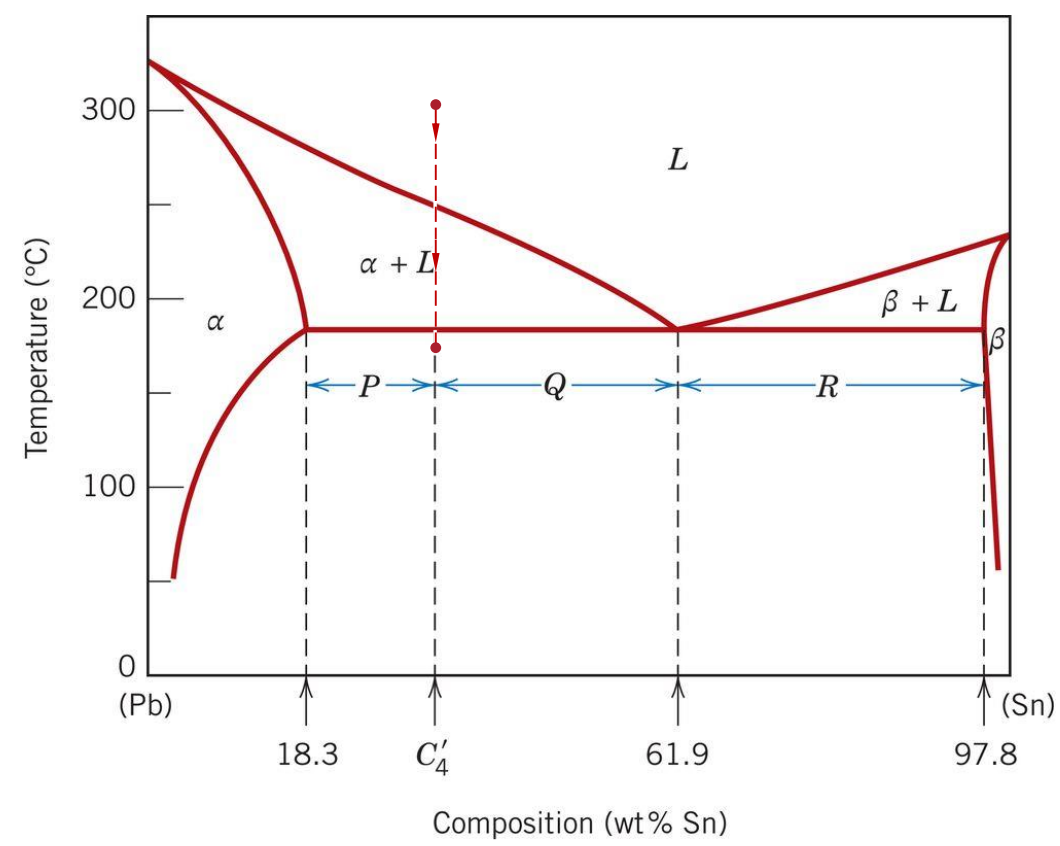 300
L
α + L
200
β + L
α
β
P
Q
R
100
0
(Pb)
(Sn)
18.3
C′₄
61.9
97.8
Composition (wt% Sn)
Temperature (°C)